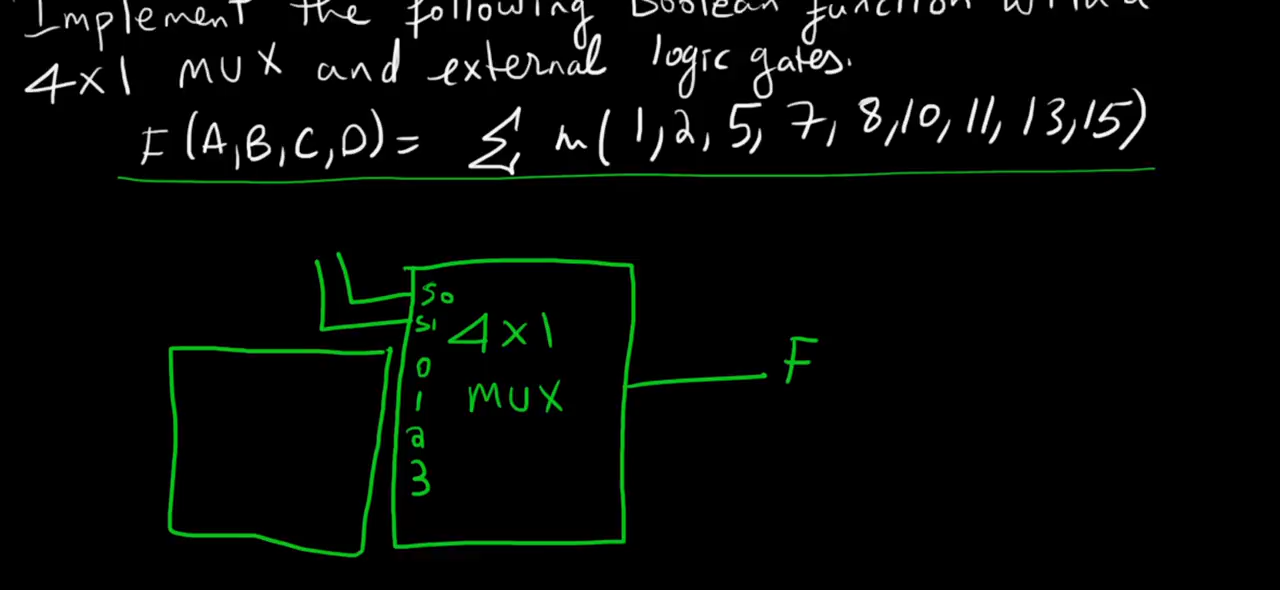 Implement the following Boolean function with a
4x1 MUX and external logic gates.
F(A,B,C,D) = Σ m(1,2,5,7,8,10,11,13,15)
S0
S1
4x1
MUX
0
1
2
3
F